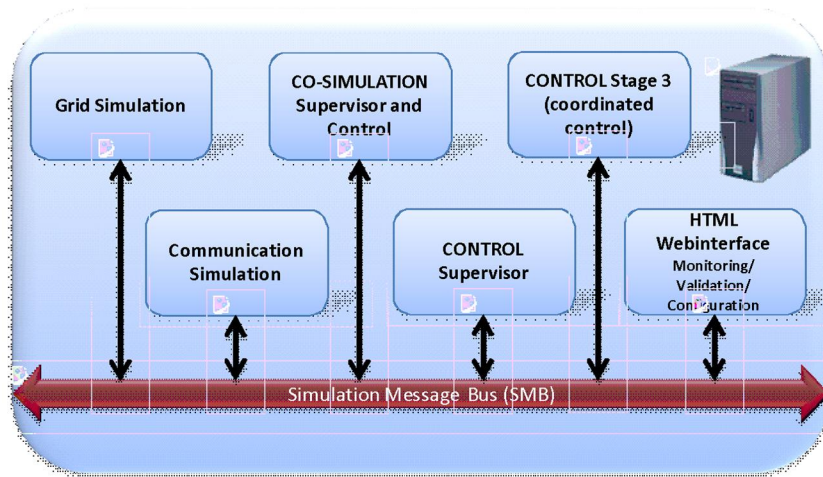 Grid Simulation
CO-SIMULATION
Supervisor and
Control
CONTROL Stage 3
(coordinated
control)
Communication
Simulation
CONTROL
Supervisor
HTML
Webinterface
Monitoring/
Validation/
Configuration
Simulation Message Bus (SMB)